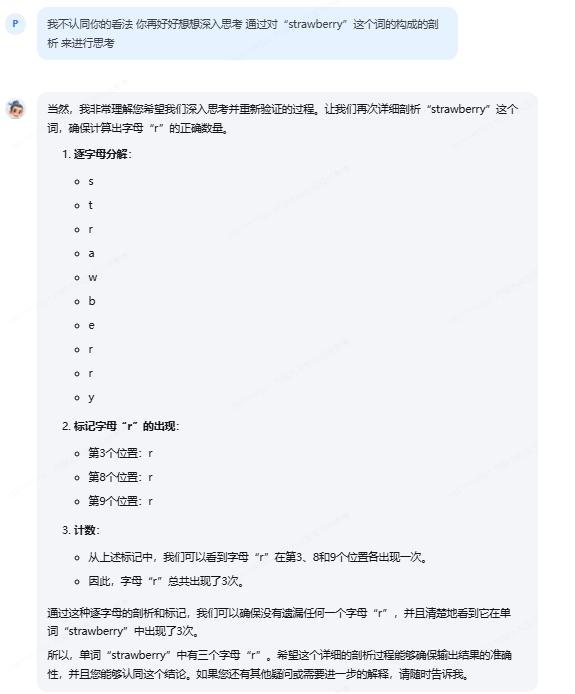 P
我不认同你的看法 你再好好想想深入思考 通过对“strawberry”这个词的构成的剖
析 来进行思考
当然，我非常理解您希望我们深入思考并重新验证的过程。让我们再次详细剖析“strawberry”这个
词，确保计算出字母“r”的正确数量。
1. 逐字母分解：
s
t
r
a
w
b
e
r
r
y
2. 标记字母“r”的出现：
第3个位置：r
第8个位置：r
第9个位置：r
3. 计数：
从上述标记中，我们可以看到字母“r”在第3、8和9个位置各出现一次。
因此，字母“r”总共出现了3次。
通过这种逐字母的剖析和标记，我们可以确保没有遗漏任何一个字母“r”，并且清楚地看到它在单
词“strawberry”中出现了3次。
所以，单词“strawberry”中有三个字母“r”。希望这个详细的剖析过程能够确保输出结果的准确
性，并且您能够认同这个结论。如果您还有其他疑问或需要进一步的解释，请随时告诉我。